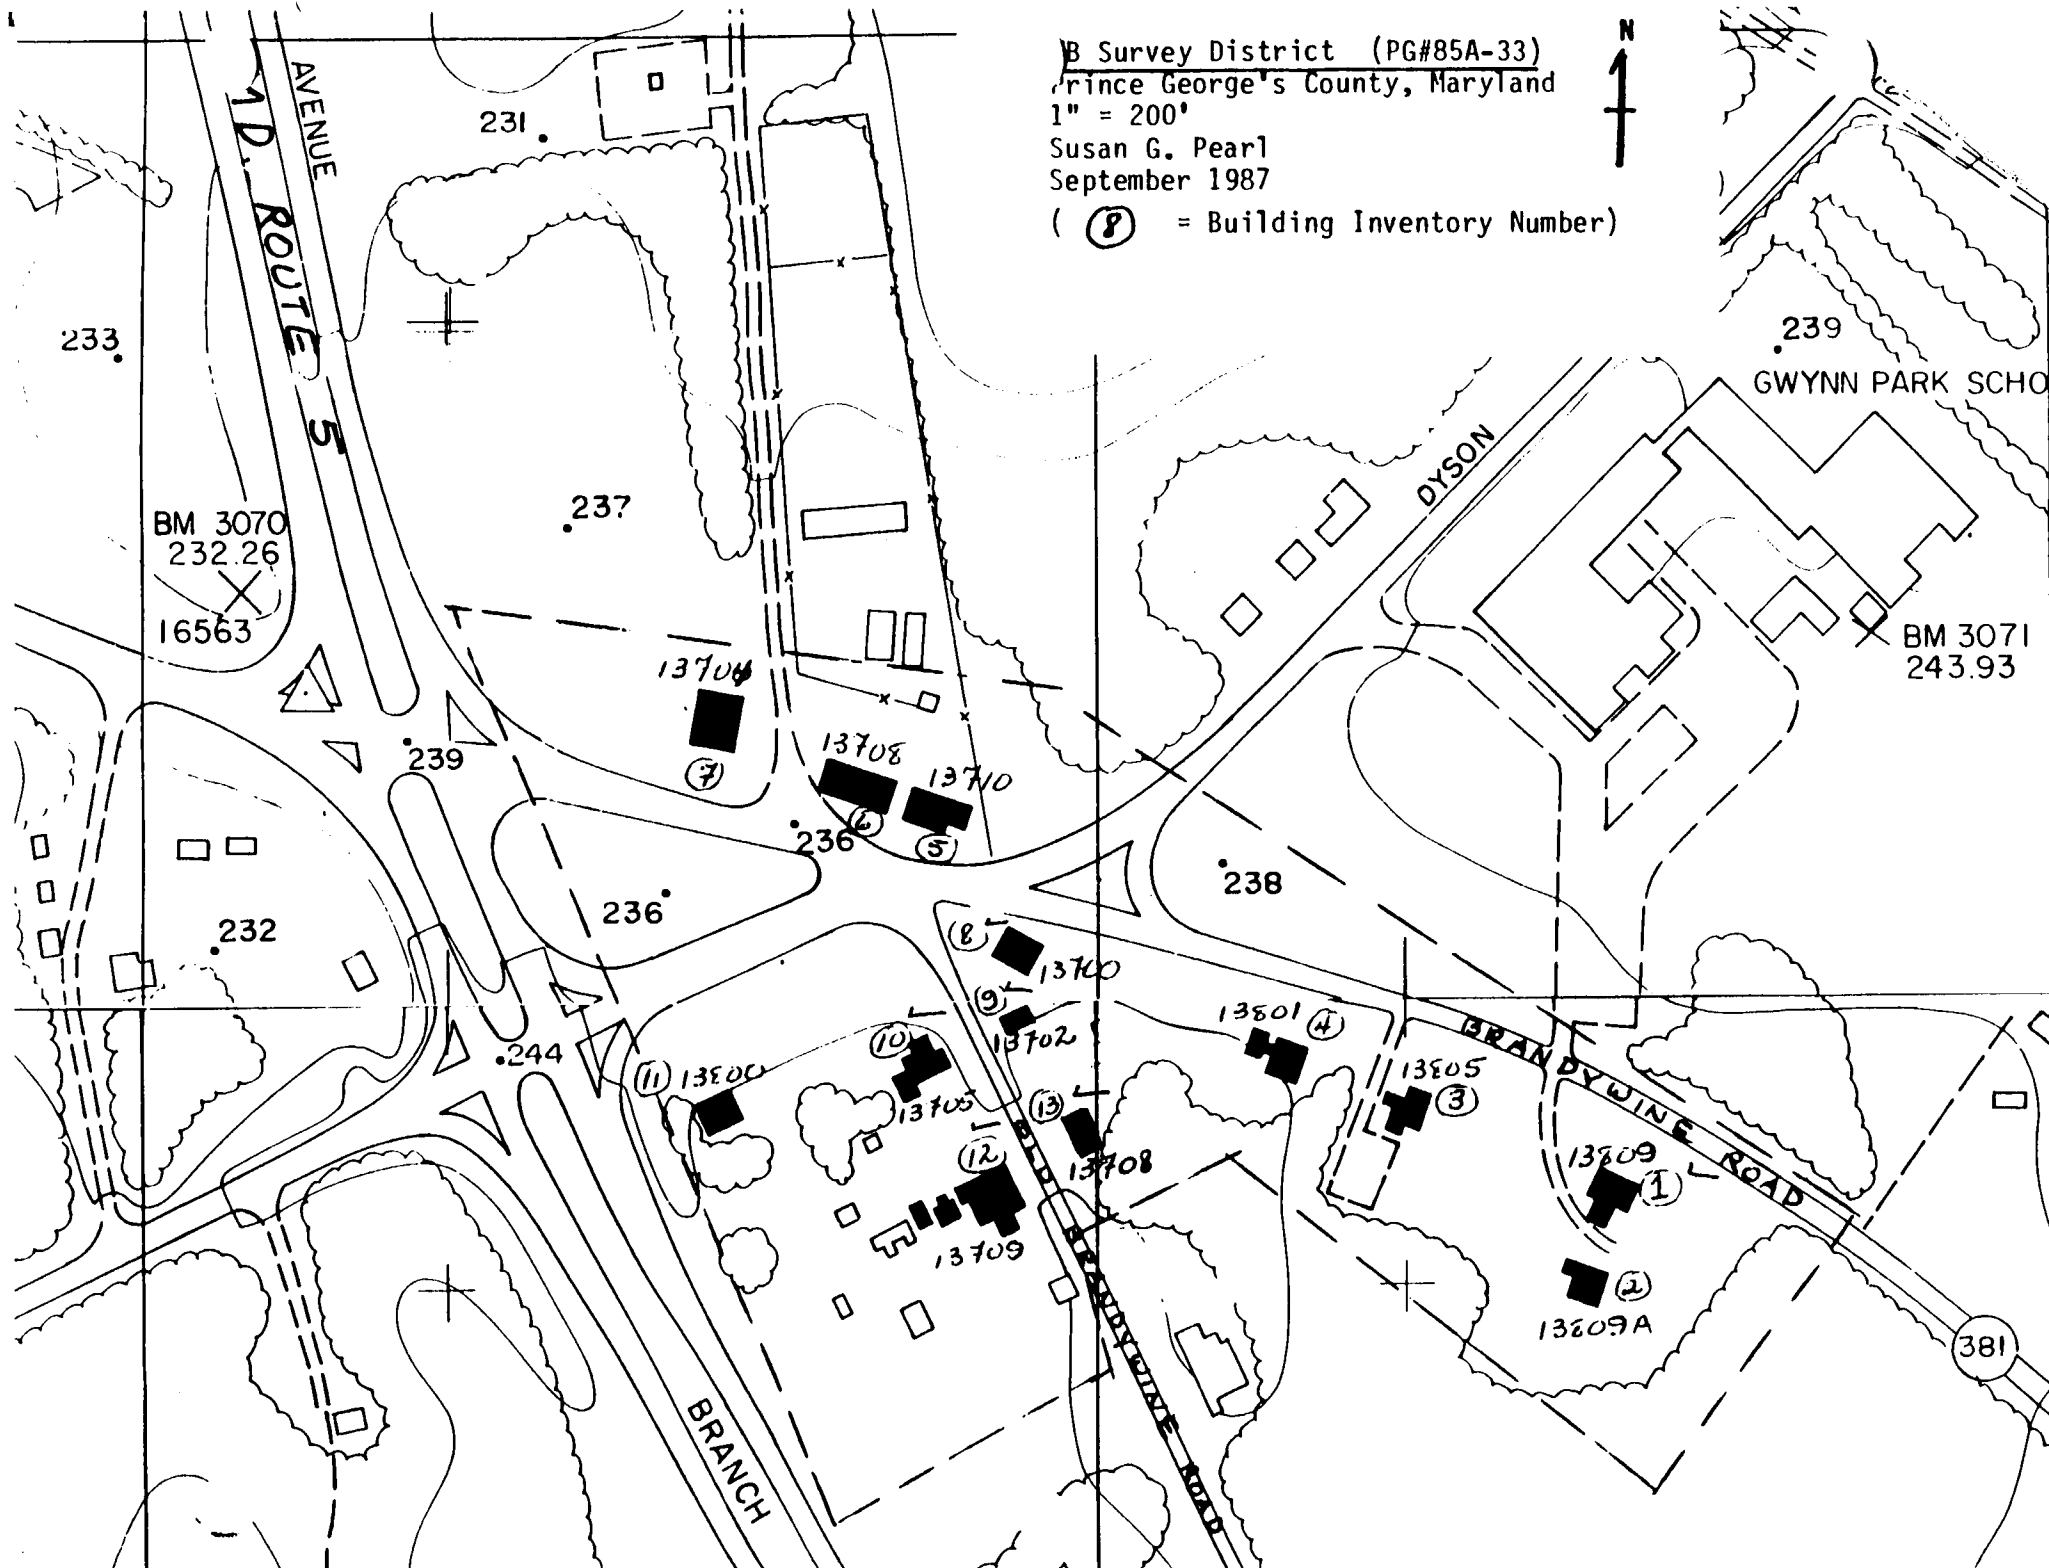 B Survey District (PG#85A-33)
rince George's County, Maryland
1" = 200'
Susan G. Pearl
September 1987
( 8 = Building Inventory Number)
N
AVENUE
MD. ROUTE 5
231
233
239
GWYNN PARK SCHO
DYSON
237
BM 3070
232.26
16563
BM 3071
243.93
13704
7
13708
6
13710
5
239
236
236
238
232
8
13700
9
13702
10
13705
244
11
13800
13801 4
13805
3
BRANDYWINE ROAD
13
13708
12
13709
13809
1
2
13809A
OLD BRANDYWINE ROAD
381
BRANCH